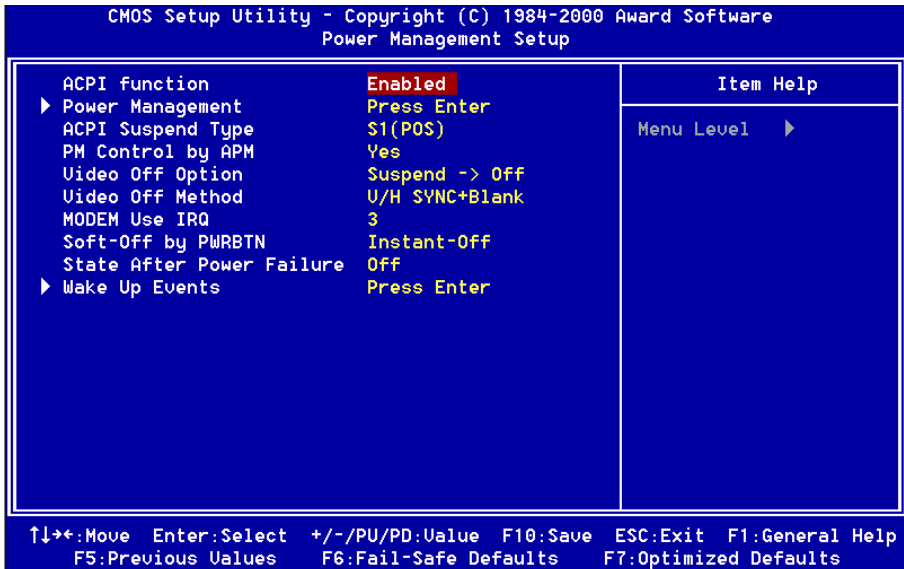 CMOS Setup Utility - Copyright (C) 1984-2000 Award Software
Power Management Setup
ACPI function Enabled
Power Management Press Enter
ACPI Suspend Type S1(POS)
PM Control by APM Yes
Video Off Option Suspend -> Off
Video Off Method V/H SYNC+Blank
MODEM Use IRQ 3
Soft-Off by PWRBTN Instant-Off
State After Power Failure Off
Wake Up Events Press Enter
Item Help
Menu Level
↑↓→←:Move Enter:Select +/-/PU/PD:Value F10:Save ESC:Exit F1:General Help
F5:Previous Values F6:Fail-Safe Defaults F7:Optimized Defaults